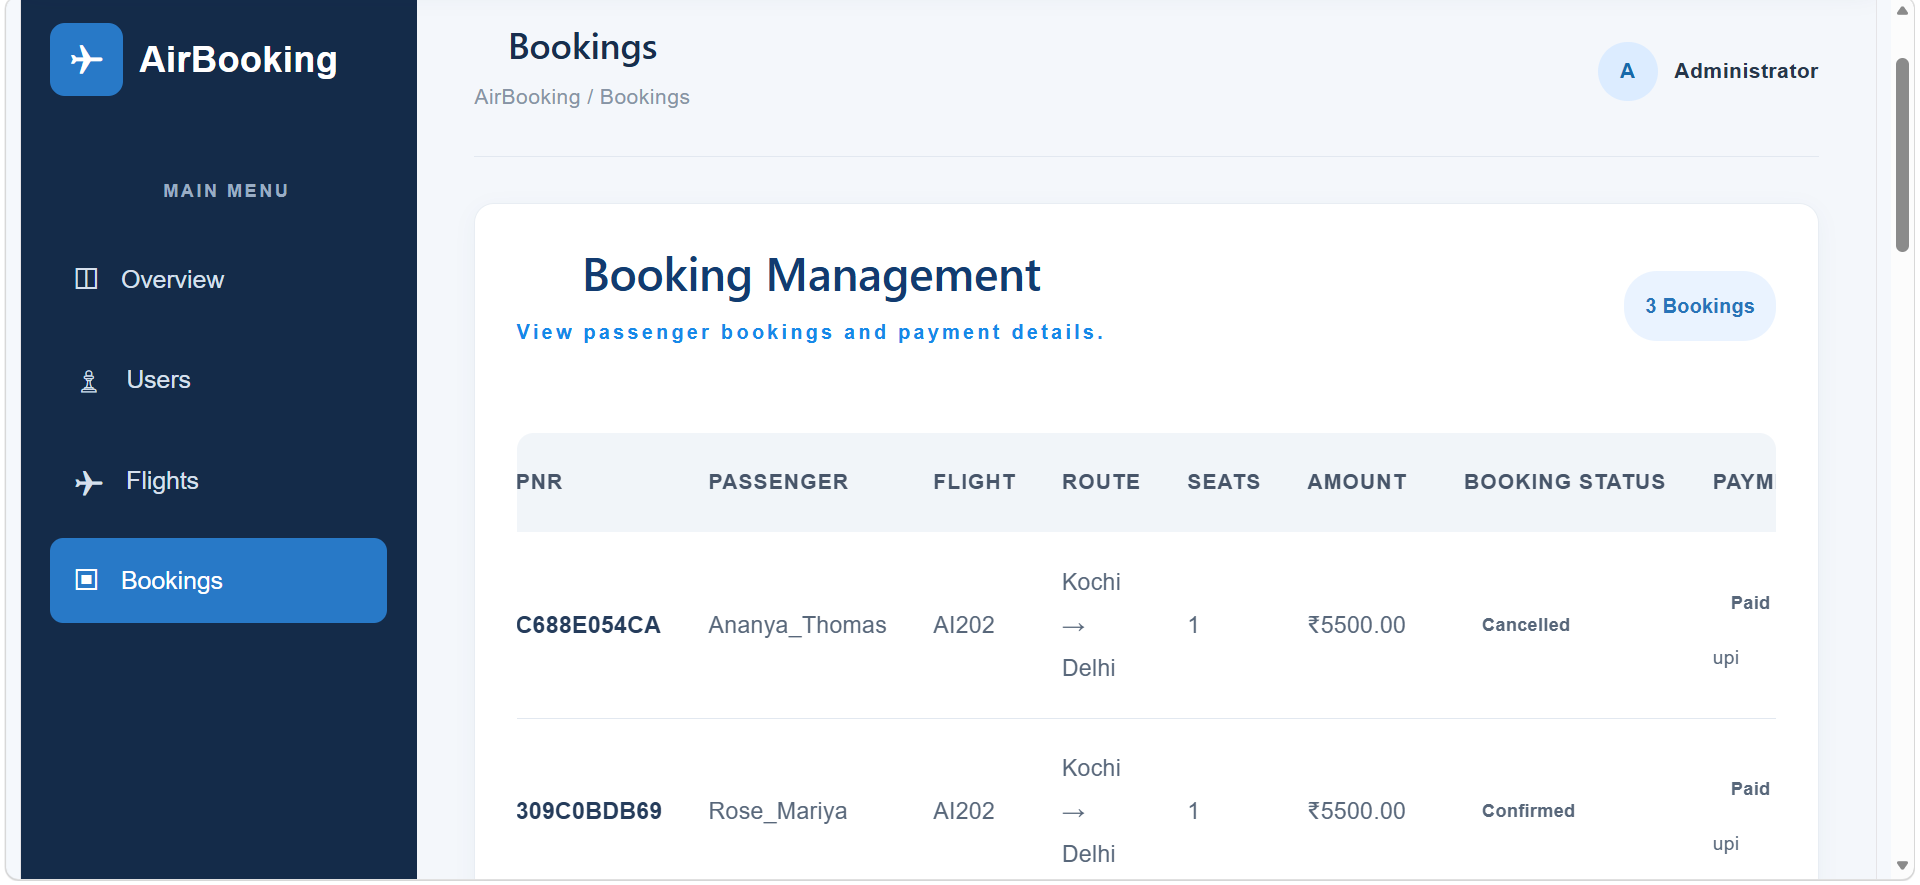 AirBooking
MAIN MENU
Overview
Users
Flights
Bookings
Bookings
AirBooking / Bookings
A
Administrator
Booking Management
View passenger bookings and payment details.
3 Bookings
PNR PASSENGER FLIGHT ROUTE SEATS AMOUNT BOOKING STATUS PAYM
C688E054CA Ananya_Thomas AI202 Kochi → Delhi 1 ₹5500.00 Cancelled Paid upi
309C0BDB69 Rose_Mariya AI202 Kochi → Delhi 1 ₹5500.00 Confirmed Paid upi